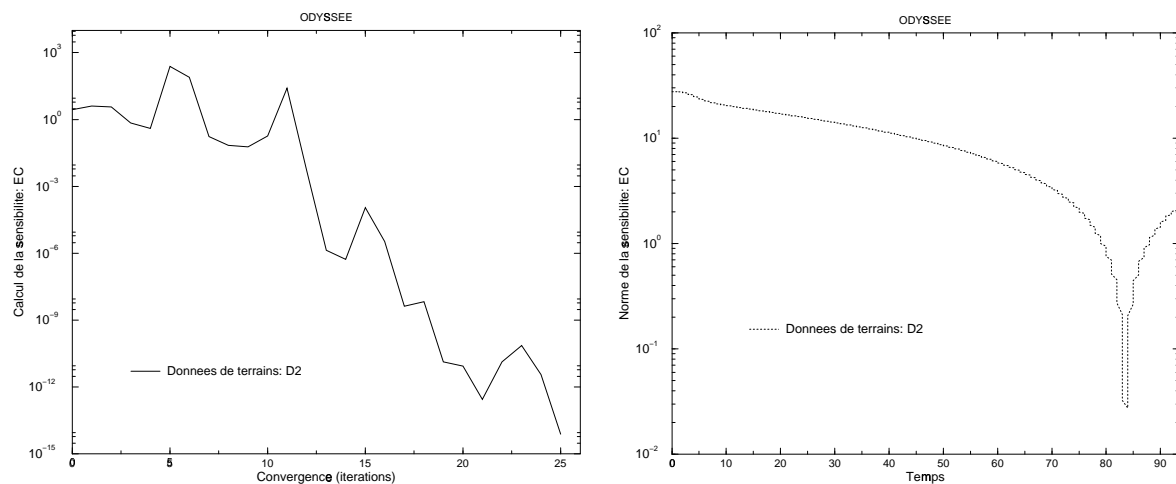 ODYSSEE
Calcul de la sensibilite: EC
10^3
10^0
10^-3
10^-6
10^-9
10^-12
10^-15
Donnees de terrains: D2
0 5 10 15 20 25
Convergence (iterations)
ODYSSEE
Norme de la sensibilite: EC
10^2
10^1
10^0
10^-1
10^-2
Donnees de terrains: D2
0 10 20 30 40 50 60 70 80 90
Temps